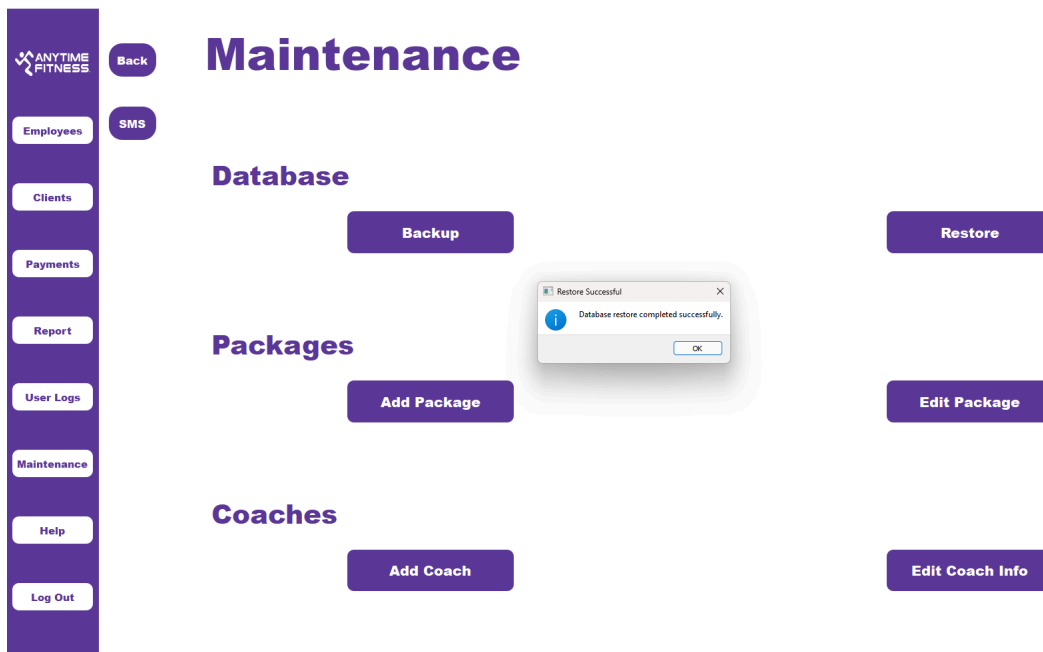 ANYTIME
FITNESS
Employees
Clients
Payments
Report
User Logs
Maintenance
Help
Log Out
Back
SMS
Maintenance
Database
Backup
Restore
Restore Successful
Database restore completed successfully.
OK
Packages
Add Package
Edit Package
Coaches
Add Coach
Edit Coach Info